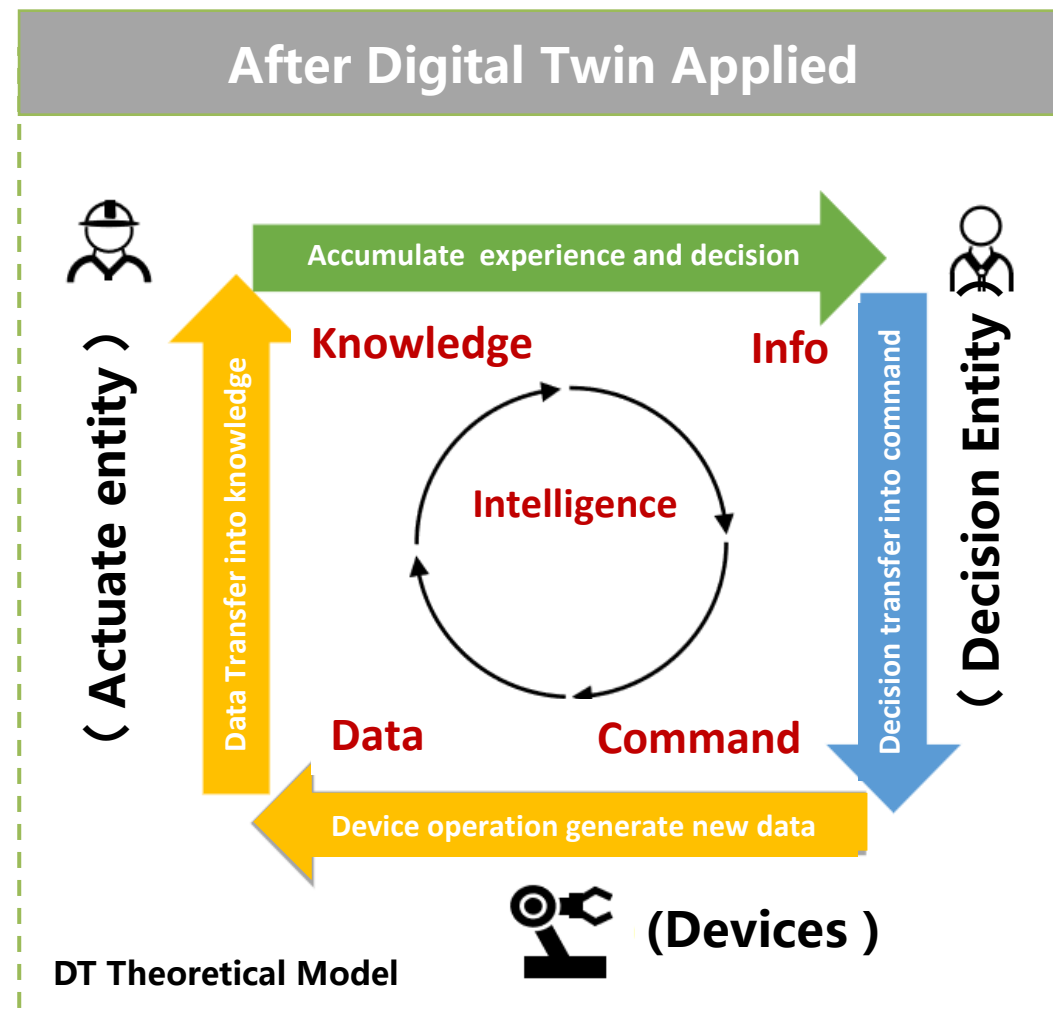 After Digital Twin Applied
Accumulate experience and decision
Knowledge
Info
( Actuate entity )
Data Transfer into knowledge
Intelligence
Decision transfer into command
( Decision Entity )
Data
Command
Device operation generate new data
(Devices )
DT Theoretical Model